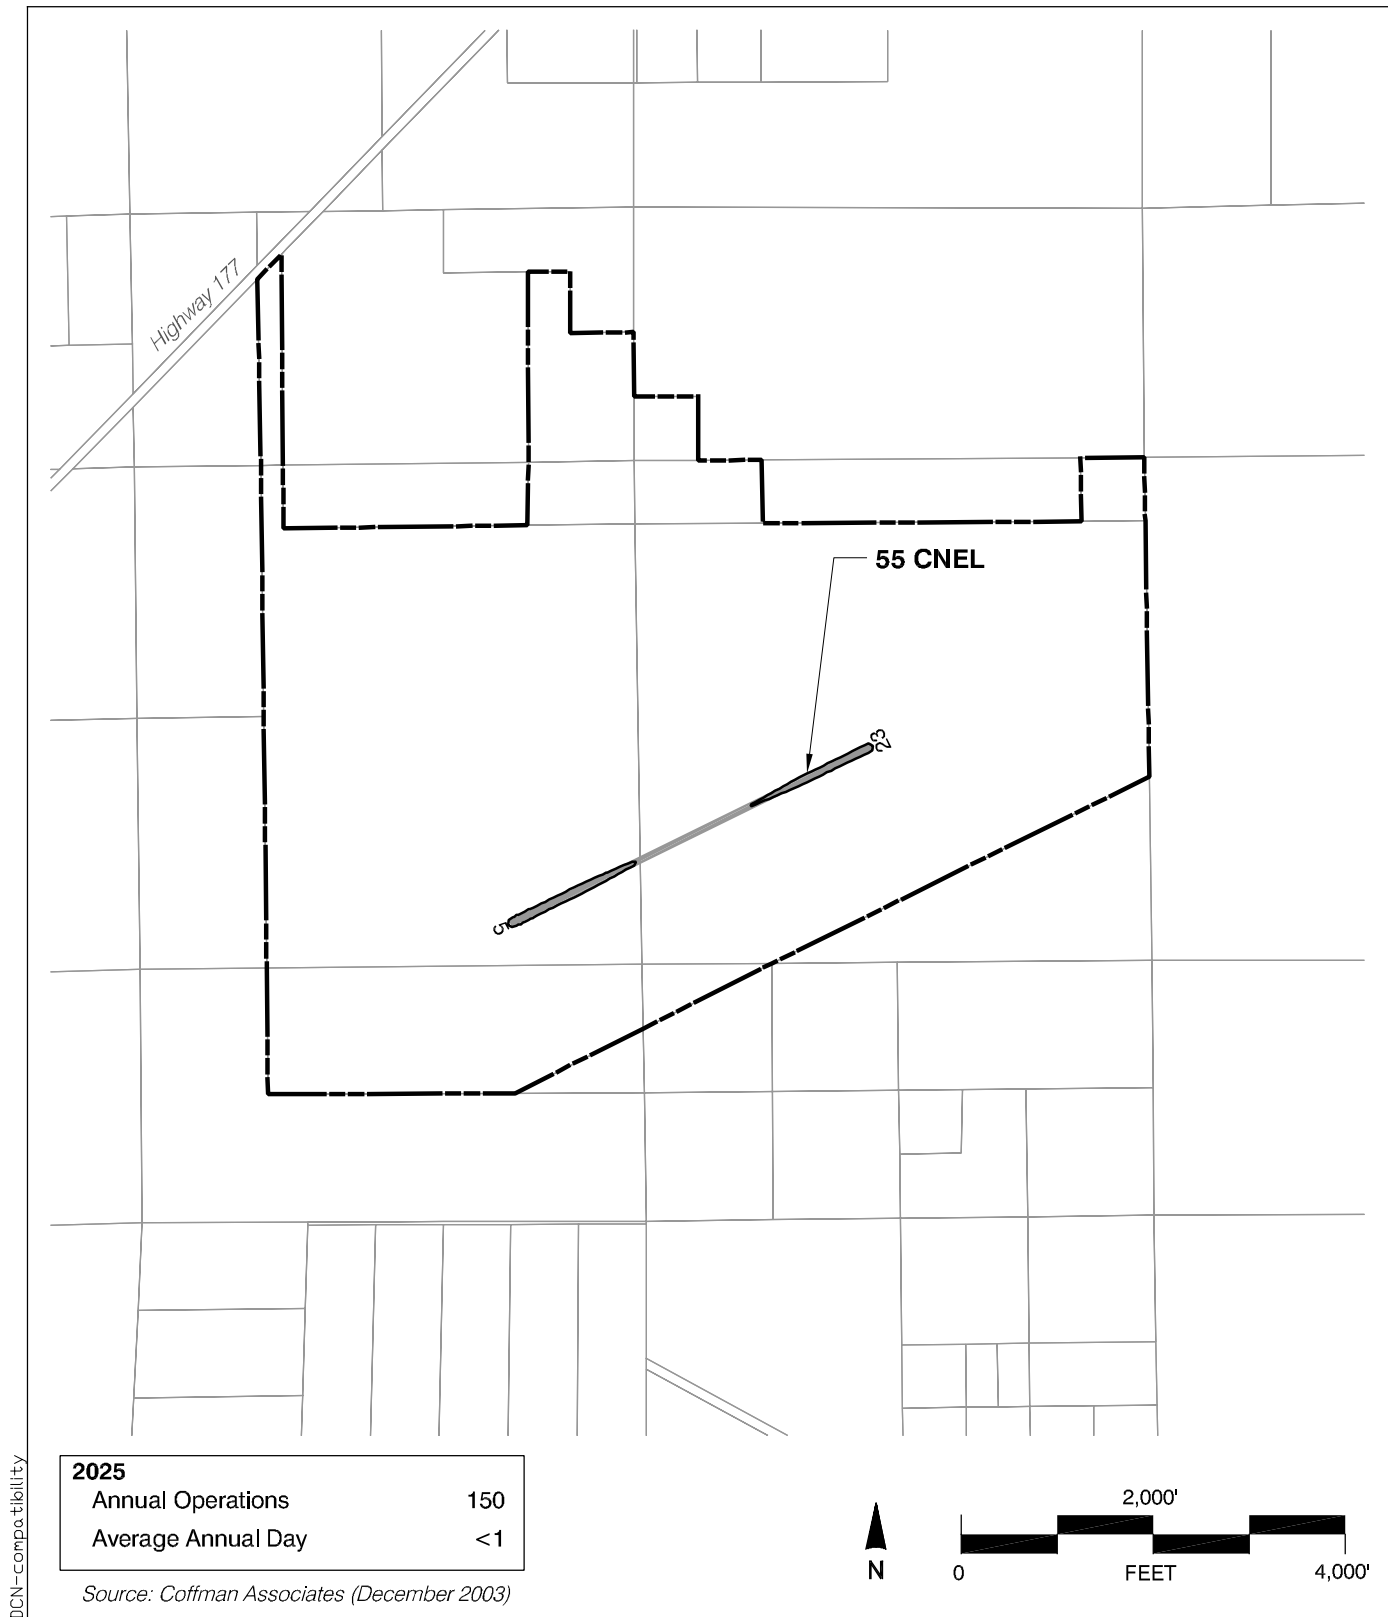 Highway 177
55 CNEL
23
5
2025
Annual Operations 150
Average Annual Day <1
Source: Coffman Associates (December 2003)
N
2,000'
0 FEET 4,000'
DCN-compatibility